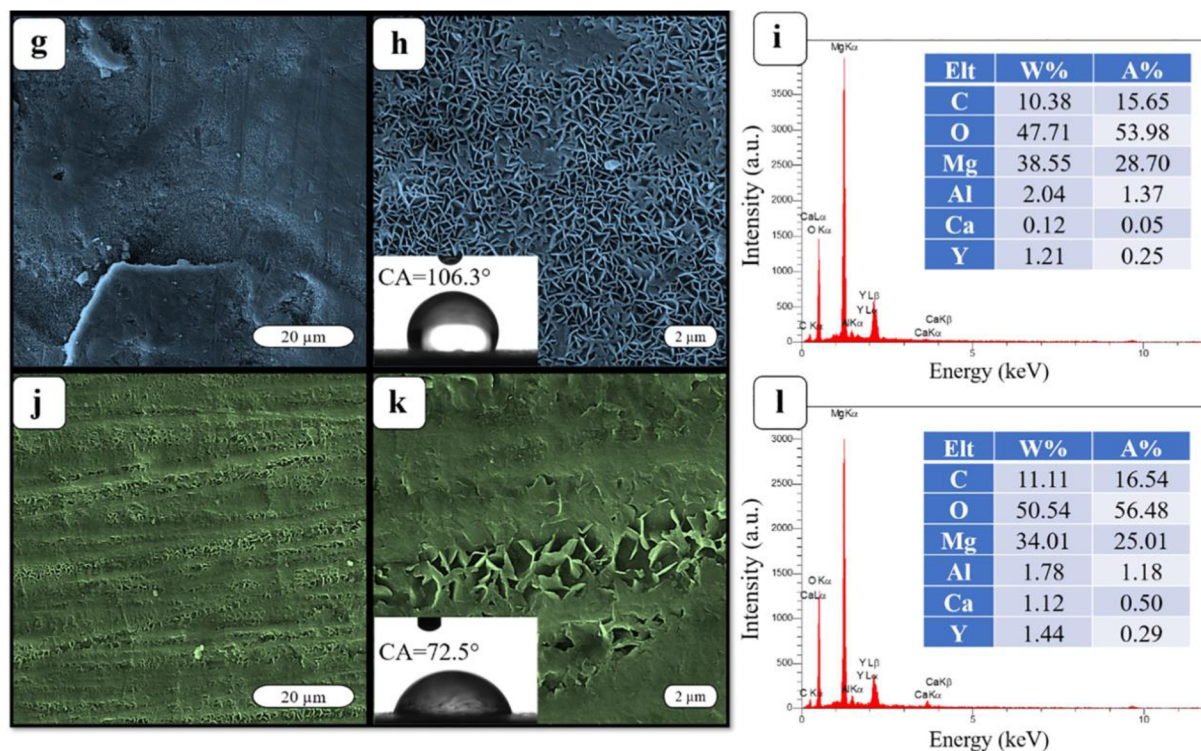 g
20 µm
h
CA=106.3°
2 µm
i
MgKα
3500
3000
2500
2000
1500
1000
500
0
Intensity (a.u.)
CaLα
O Kα
C Kα
AlKα
Y Lβ
Y Lα
CaKα
CaKβ
5
10
Energy (keV)
Elt W% A%
C 10.38 15.65
O 47.71 53.98
Mg 38.55 28.70
Al 2.04 1.37
Ca 0.12 0.05
Y 1.21 0.25
j
20 µm
k
CA=72.5°
2 µm
l
MgKα
3000
2500
2000
1500
1000
500
0
Intensity (a.u.)
O Kα
CaLα
C Kα
AlKα
Y Lβ
Y Lα
CaKα
CaKβ
5
10
Energy (keV)
Elt W% A%
C 11.11 16.54
O 50.54 56.48
Mg 34.01 25.01
Al 1.78 1.18
Ca 1.12 0.50
Y 1.44 0.29